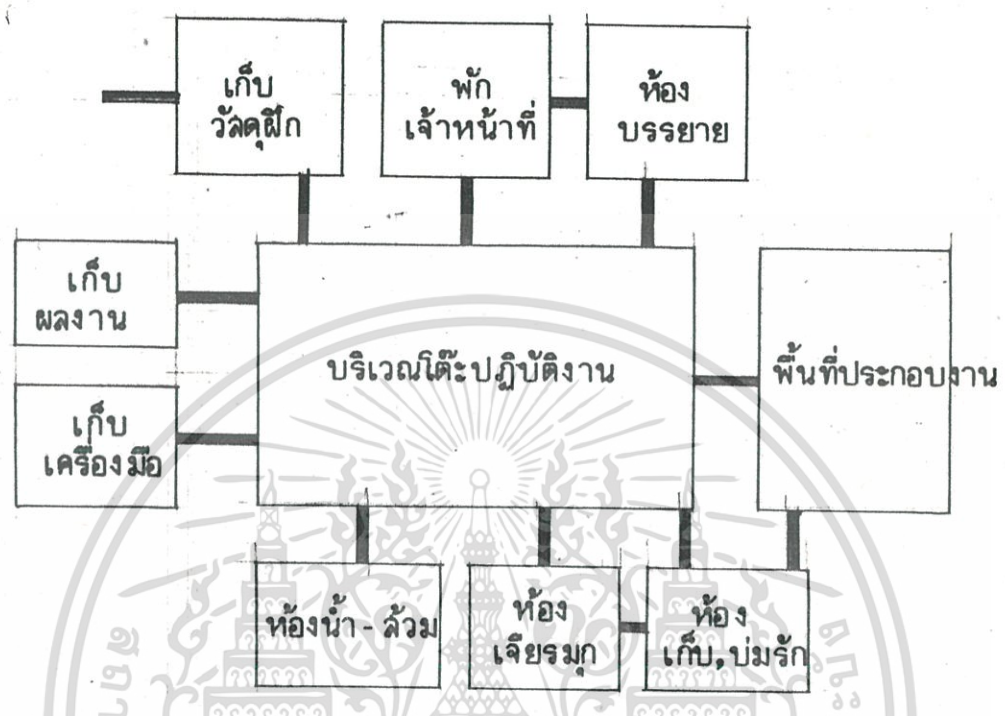 เก็บ
วัสดุฝึก
พัก
เจ้าหน้าที่
ห้อง
บรรยาย
เก็บ
ผลงาน
บริเวณโต๊ะปฏิบัติงาน
พื้นที่ประกอบงาน
เก็บ
เครื่องมือ
ห้องน้ำ - ล้วม
ห้อง
เจียรมุก
ห้อง
เก็บ,บ่มรัก